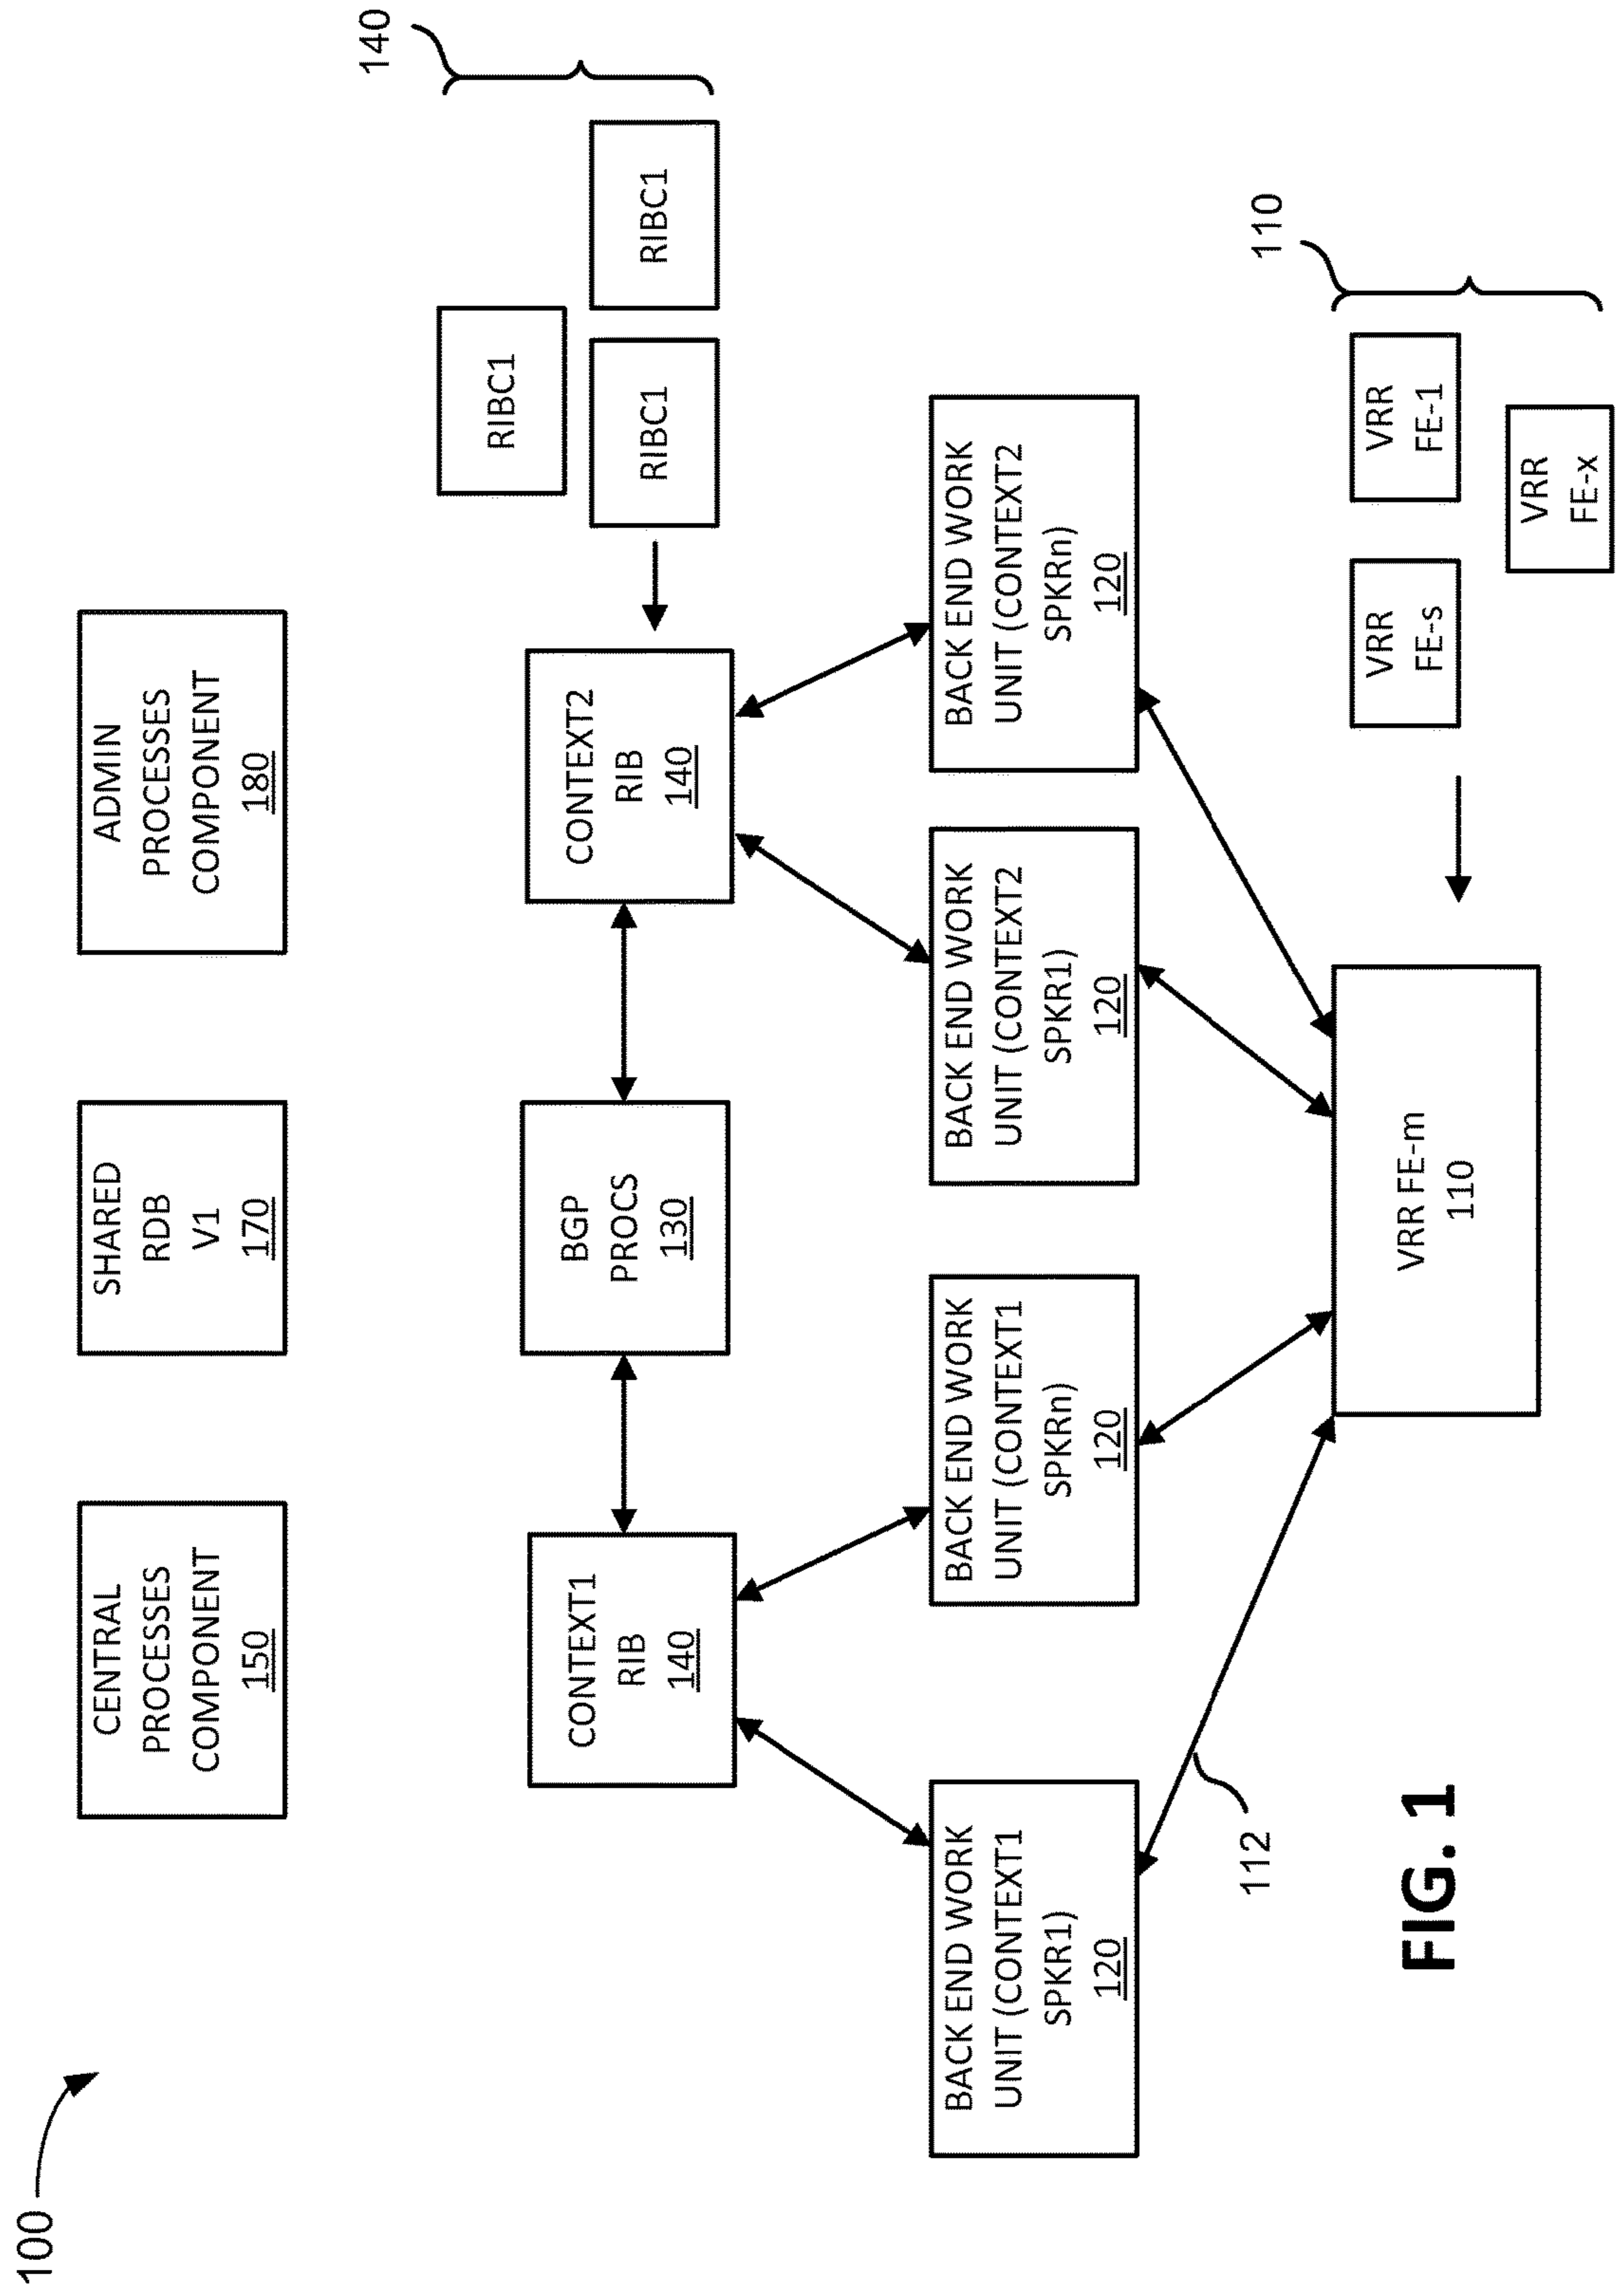 100
CENTRAL
PROCESSES
COMPONENT
150
SHARED
RDB
V1
170
ADMIN
PROCESSES
COMPONENT
180
140
RIBC1
RIBC1
RIBC1
CONTEXT1
RIB
140
BGP
PROCS
130
CONTEXT2
RIB
140
BACK END WORK
UNIT (CONTEXT1
SPKR1)
120
BACK END WORK
UNIT (CONTEXT1
SPKRn)
120
BACK END WORK
UNIT (CONTEXT2
SPKR1)
120
BACK END WORK
UNIT (CONTEXT2
SPKRn)
120
112
VRR FE-m
110
110
VRR
FE-s
VRR
FE-1
VRR
FE-x
FIG. 1